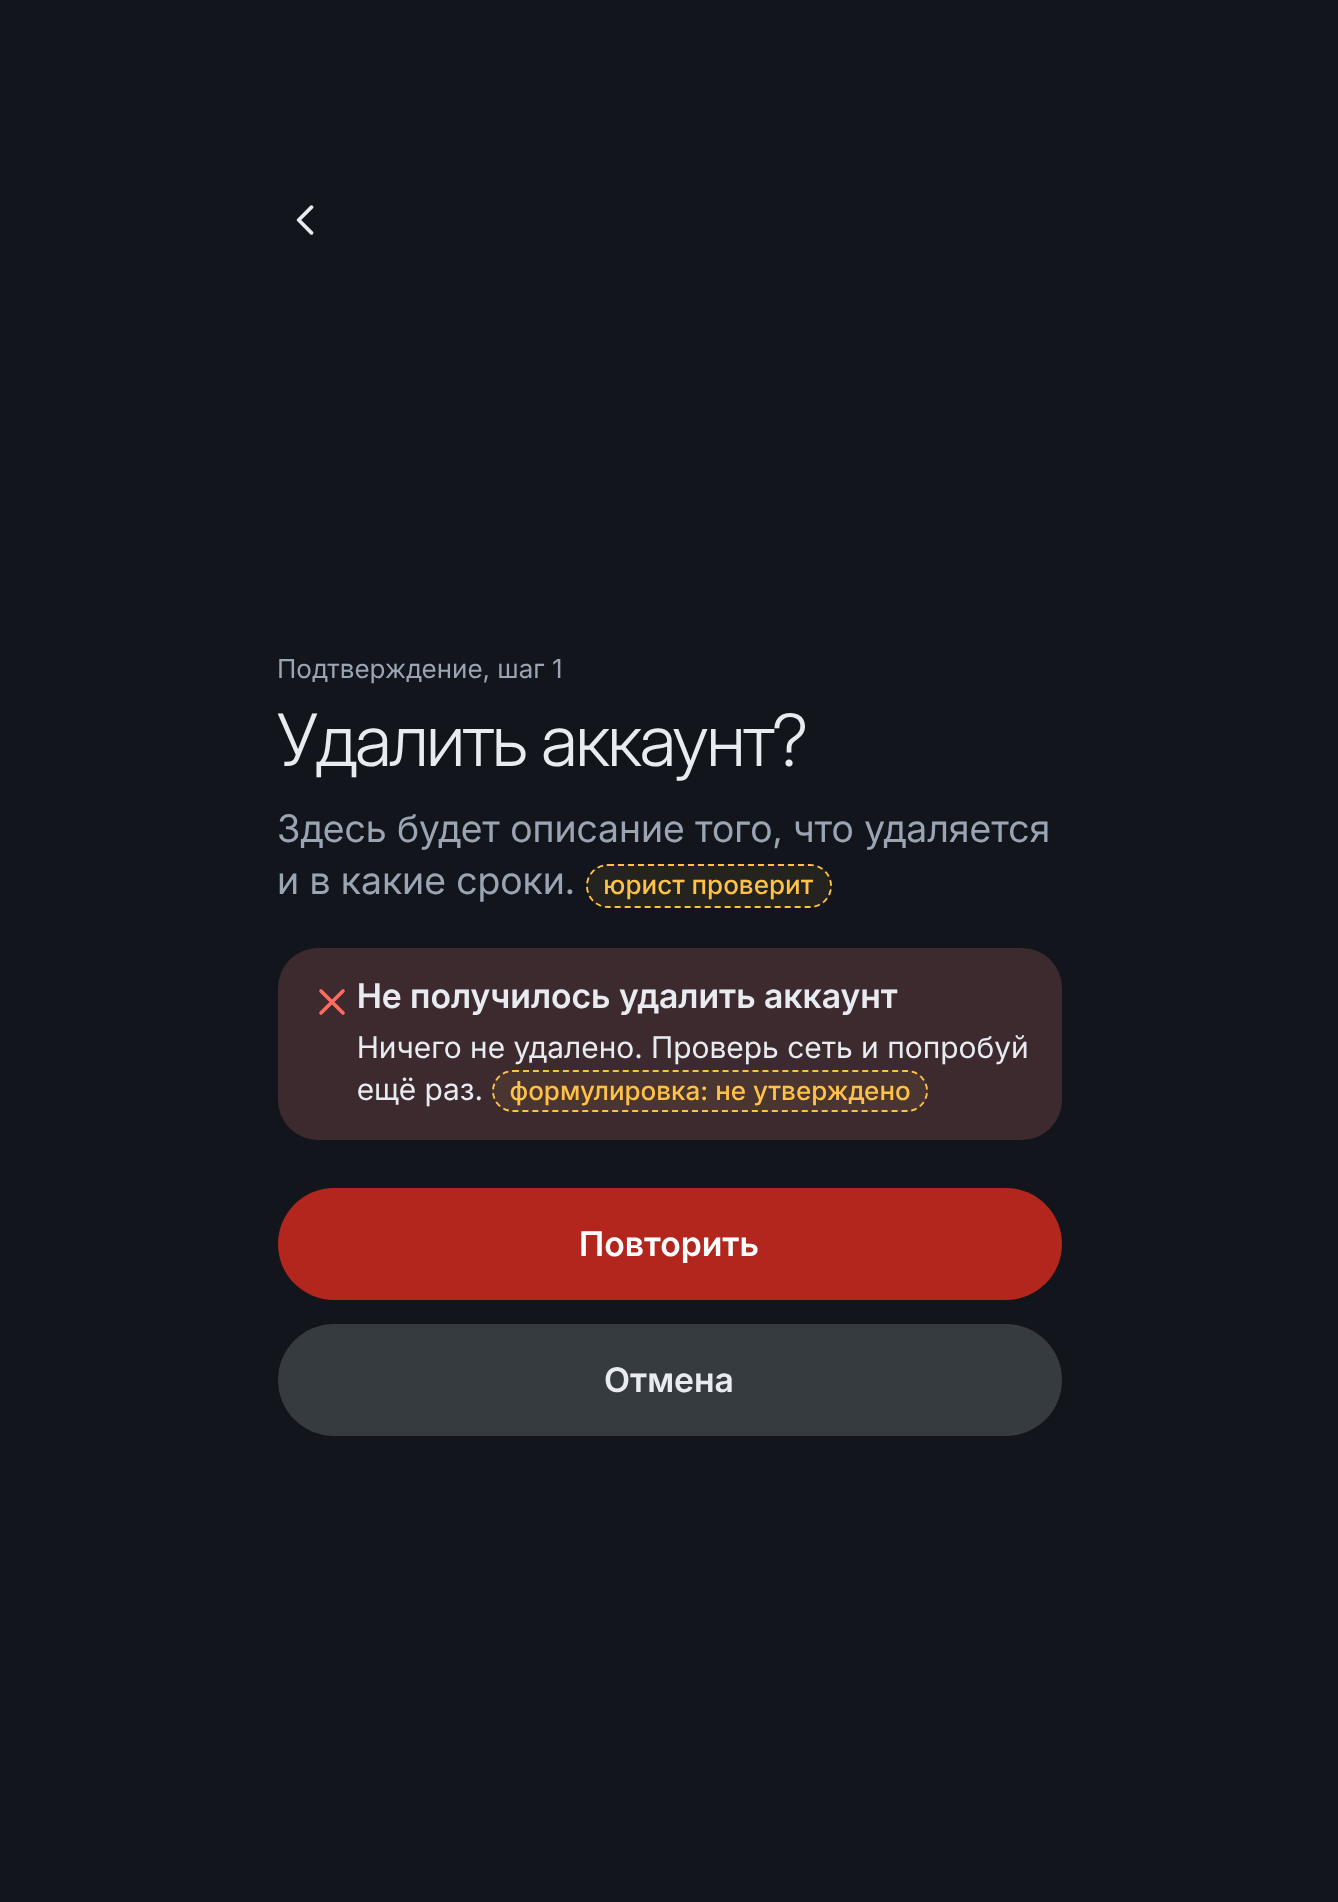 Подтверждение, шаг 1
Удалить аккаунт?
Здесь будет описание того, что удаляется
и в какие сроки. юрист проверит
Не получилось удалить аккаунт
Ничего не удалено. Проверь сеть и попробуй
ещё раз. формулировка: не утверждено
Повторить
Отмена